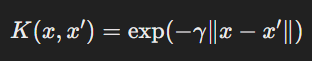 K(x, x′) = exp(−γ‖x − x′‖)